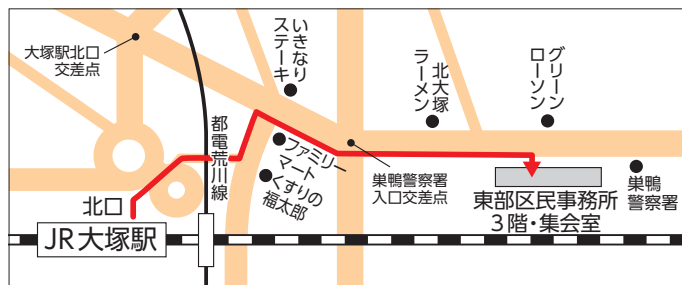 大塚駅北口
交差点
いきなり
ステーキ
都電荒川線
ファミリー
マート
くすりの
福太郎
北口
JR大塚駅
北大塚
ラーメン
グリーン
ローソン
巣鴨警察署
入口交差点
東部区民事務所
3階・集会室
巣鴨
警察署